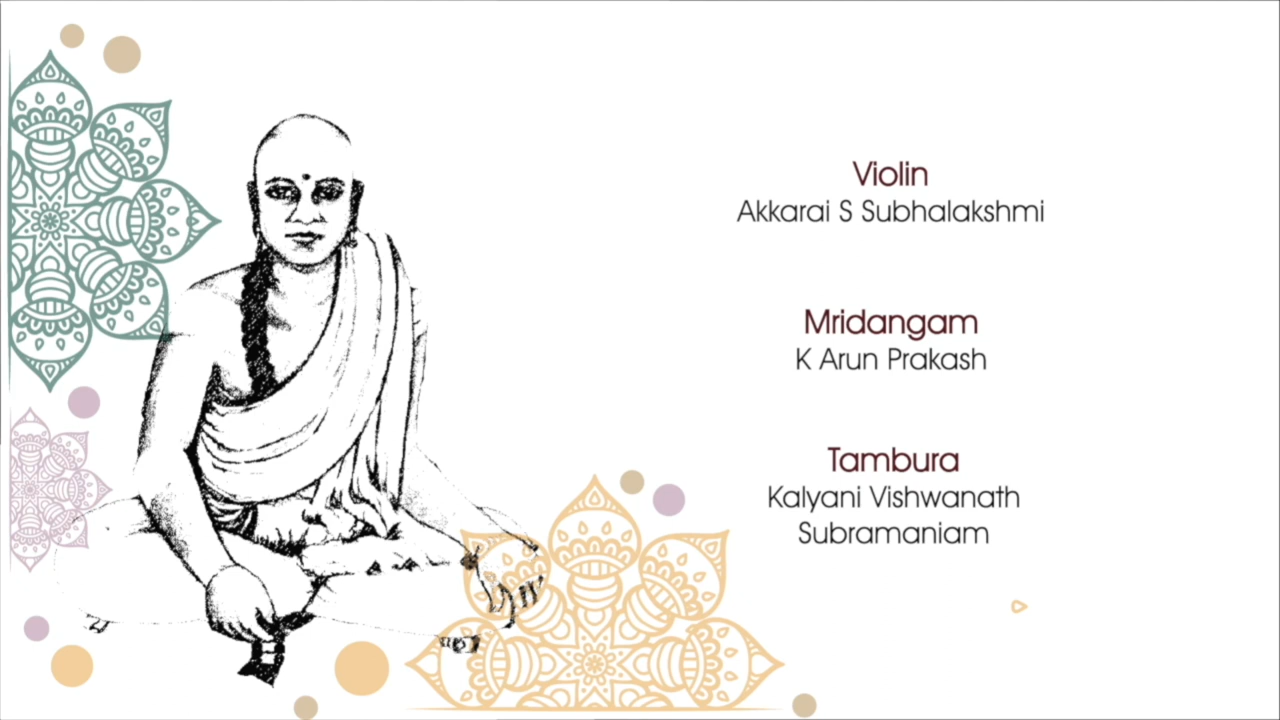 Violin
Akkarai S Subhalakshmi
Mridangam
K Arun Prakash
Tambura
Kalyani Vishwanath
Subramaniam